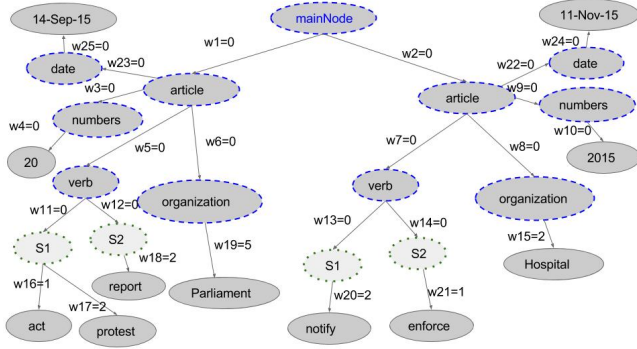 14-Sep-15
mainNode
11-Nov-15
w25=0
w1=0
w2=0
w24=0
date
w23=0
w22=0
date
w3=0
article
article
w9=0
numbers
numbers
w4=0
w5=0
w6=0
w7=0
w8=0
w10=0
20
2015
verb
organization
verb
organization
w11=0
w12=0
w13=0
w14=0
S1
S2
w19=5
S1
S2
w15=2
w18=2
Hospital
w16=1
w17=2
report
Parliament
w20=2
w21=1
act
protest
notify
enforce